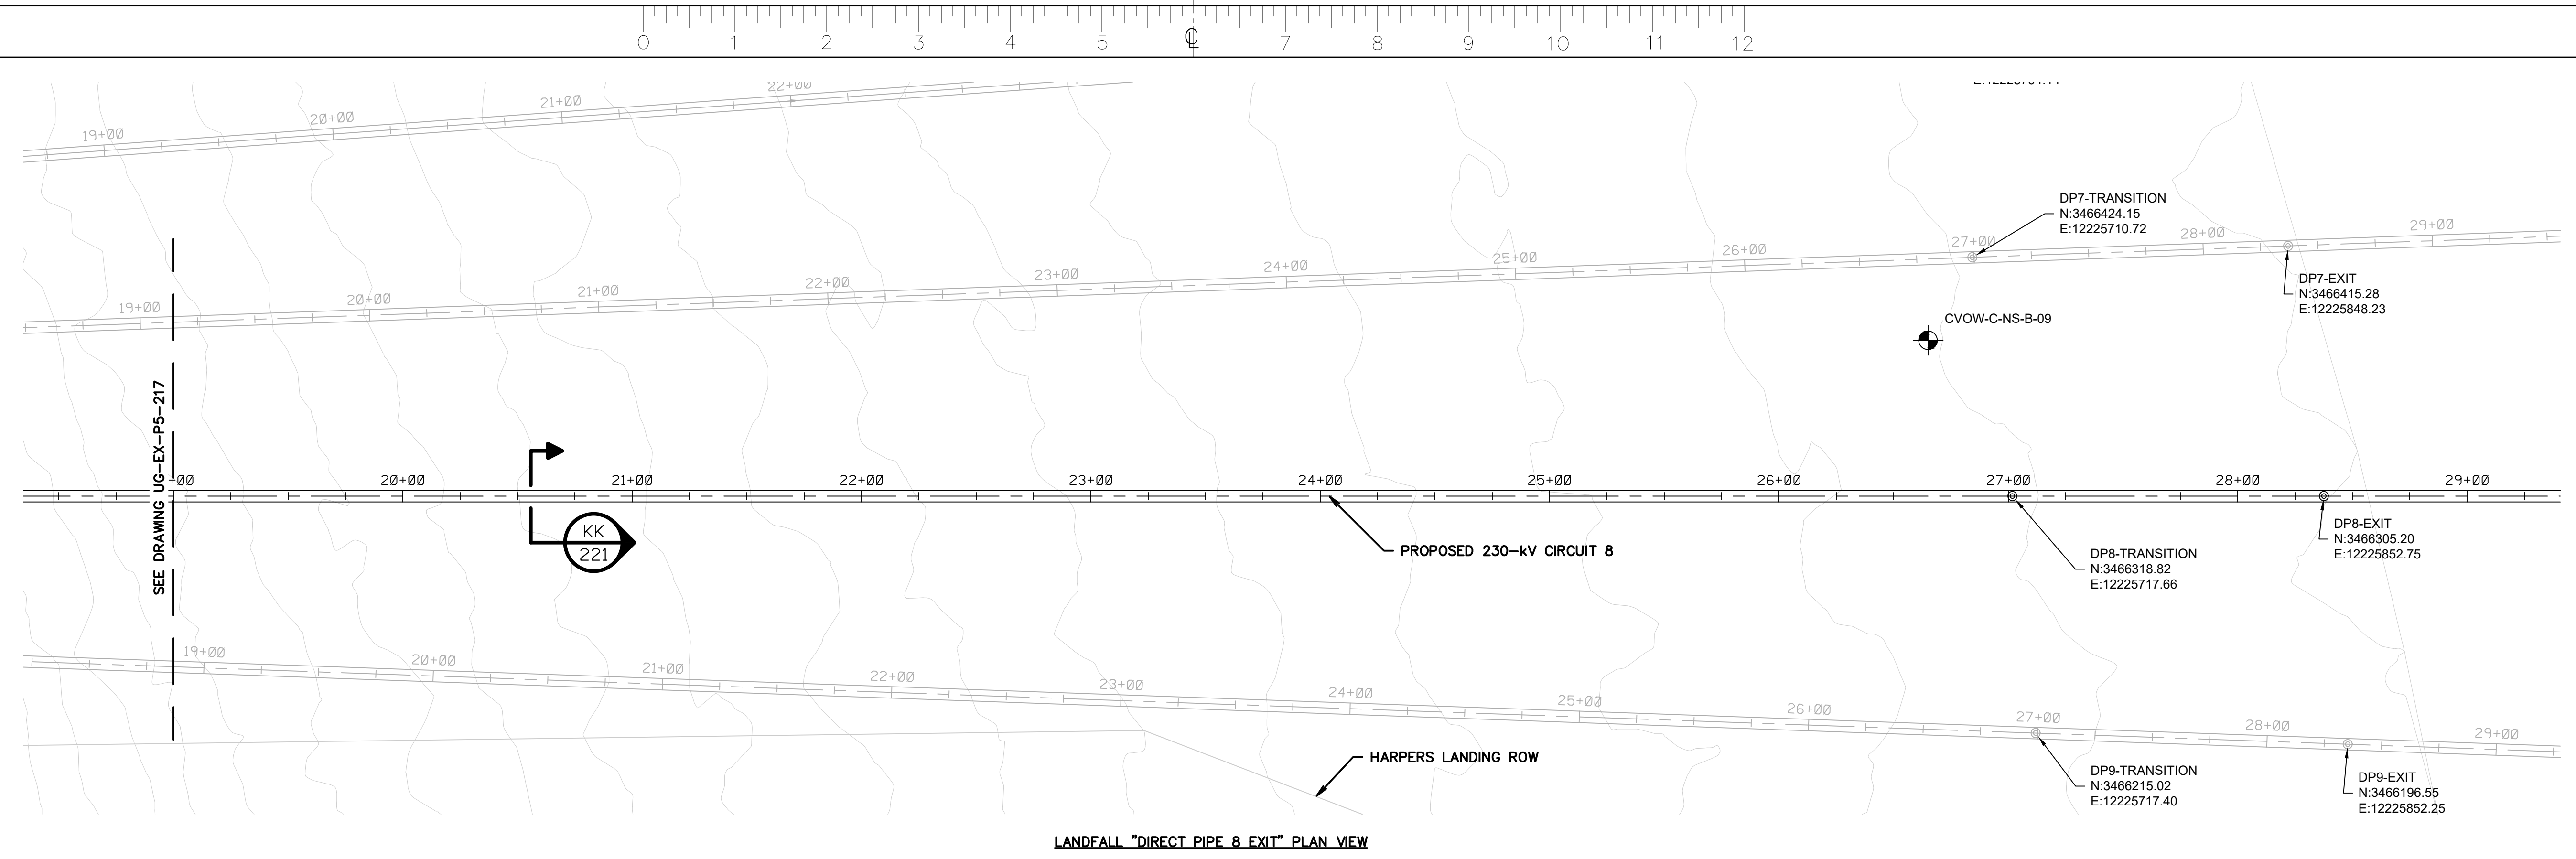 0 1 2 3 4 5 ℄ 7 8 9 10 11 12
22+00
21+00
20+00
19+00
DP7-TRANSITION
N:3466424.15
E:12225710.72
19+00 20+00 21+00 22+00 23+00 24+00 25+00 26+00 27+00 28+00 29+00
DP7-EXIT
N:3466415.28
E:12225848.23
CVOW-C-NS-B-09
SEE DRAWING UG-EX-P5-217
+00 20+00 21+00 22+00 23+00 24+00 25+00 26+00 27+00 28+00 29+00
KK
221
PROPOSED 230-kV CIRCUIT 8
DP8-TRANSITION
N:3466318.82
E:12225717.66
DP8-EXIT
N:3466305.20
E:12225852.75
19+00 20+00 21+00 22+00 23+00 24+00 25+00 26+00 27+00 28+00 29+00
HARPERS LANDING ROW
DP9-TRANSITION
N:3466215.02
E:12225717.40
DP9-EXIT
N:3466196.55
E:12225852.25
LANDFALL "DIRECT PIPE 8 EXIT" PLAN VIEW